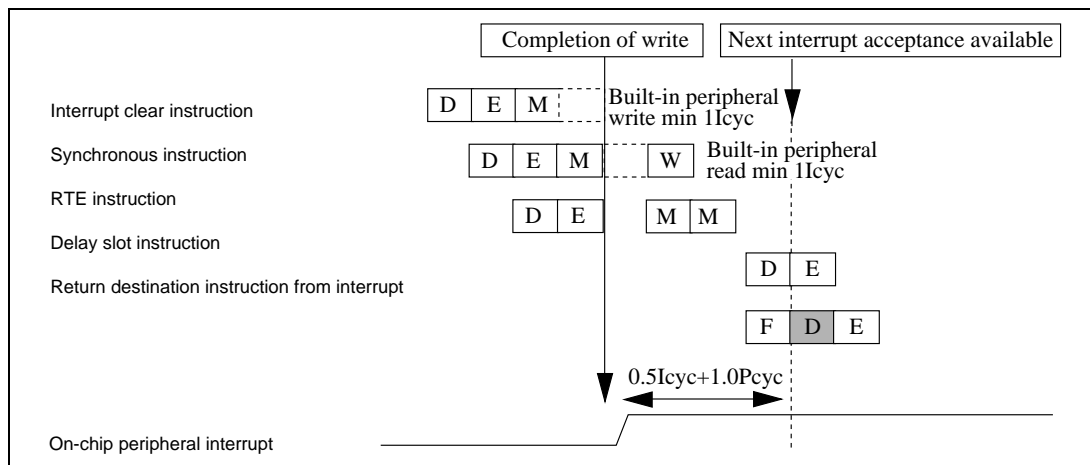 Completion of write
Next interrupt acceptance available
Interrupt clear instruction
D E M
Built-in peripheral
write min 1Icyc
Synchronous instruction
D E M W
Built-in peripheral
read min 1Icyc
RTE instruction
D E M M
Delay slot instruction
D E
Return destination instruction from interrupt
F D E
0.5Icyc+1.0Pcyc
On-chip peripheral interrupt